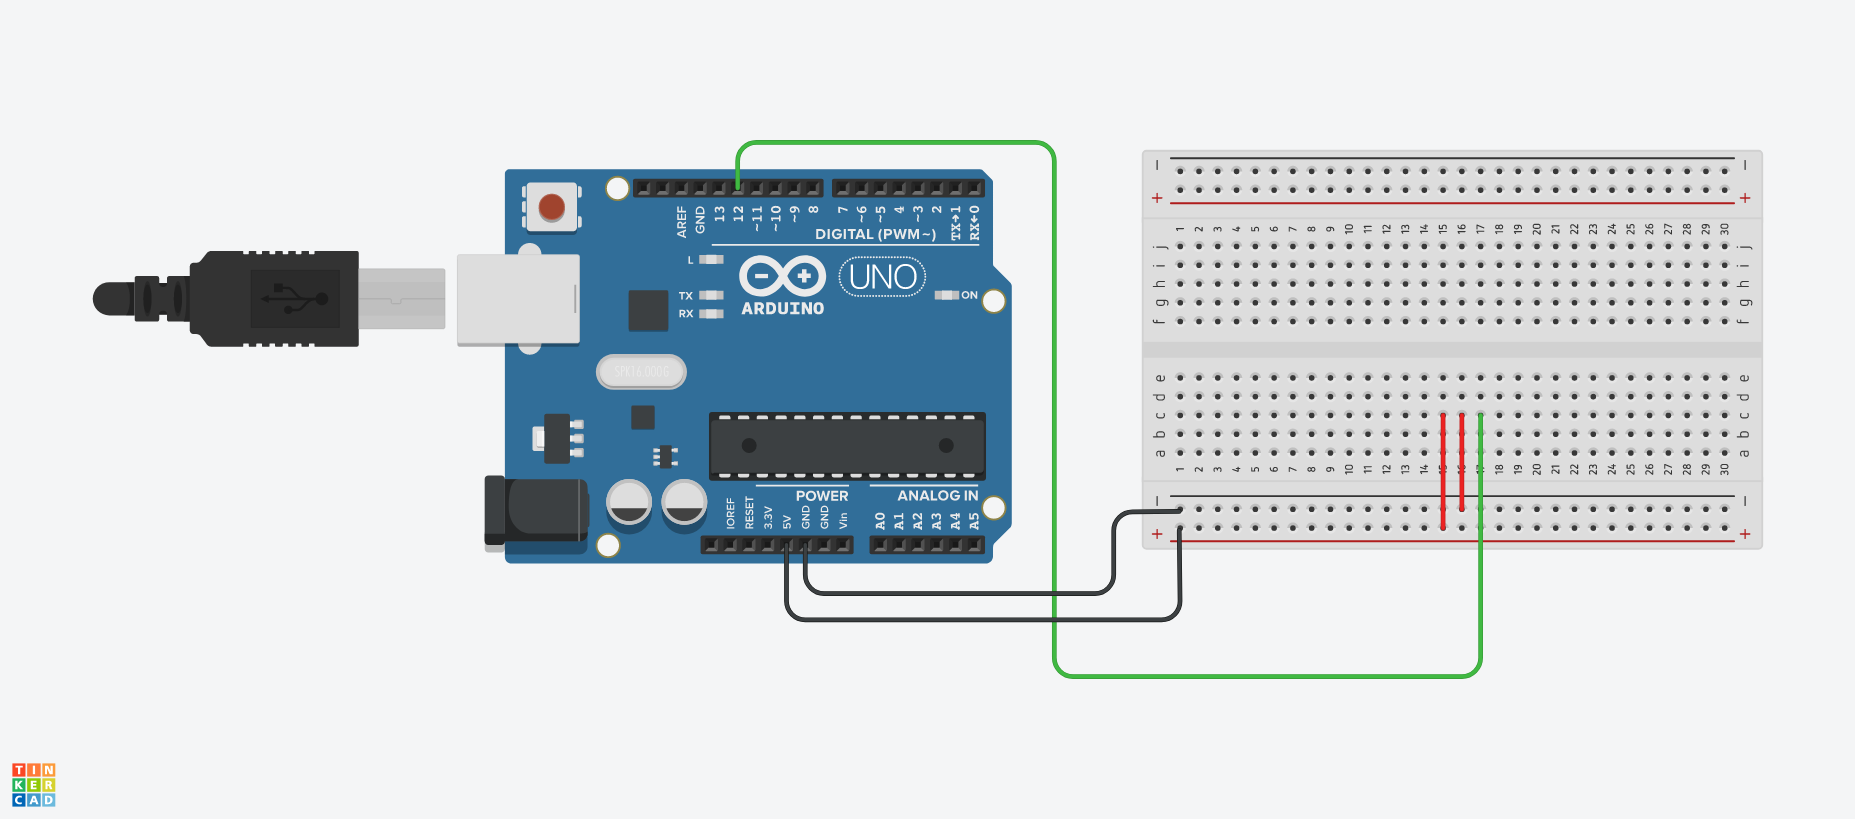 AREF
GND
13
12
~11
~10
~9
8
7
~6
~5
4
~3
2
TX→1
RX←0
DIGITAL (PWM~)
L
TX
RX
ARDUINO
UNO
ON
SPK16.000G
POWER
ANALOG IN
IOREF
RESET
3.3V
5V
GND
GND
Vin
A0
A1
A2
A3
A4
A5
− −
+ +
1 2 3 4 5 6 7 8 9 10 11 12 13 14 15 16 17 18 19 20 21 22 23 24 25 26 27 28 29 30
j j
i i
h h
g g
f f
e e
d d
c c
b b
a a
1 2 3 4 5 6 7 8 9 10 11 12 13 14 15 16 17 18 19 20 21 22 23 24 25 26 27 28 29 30
− −
+ +
TIN
KER
CAD